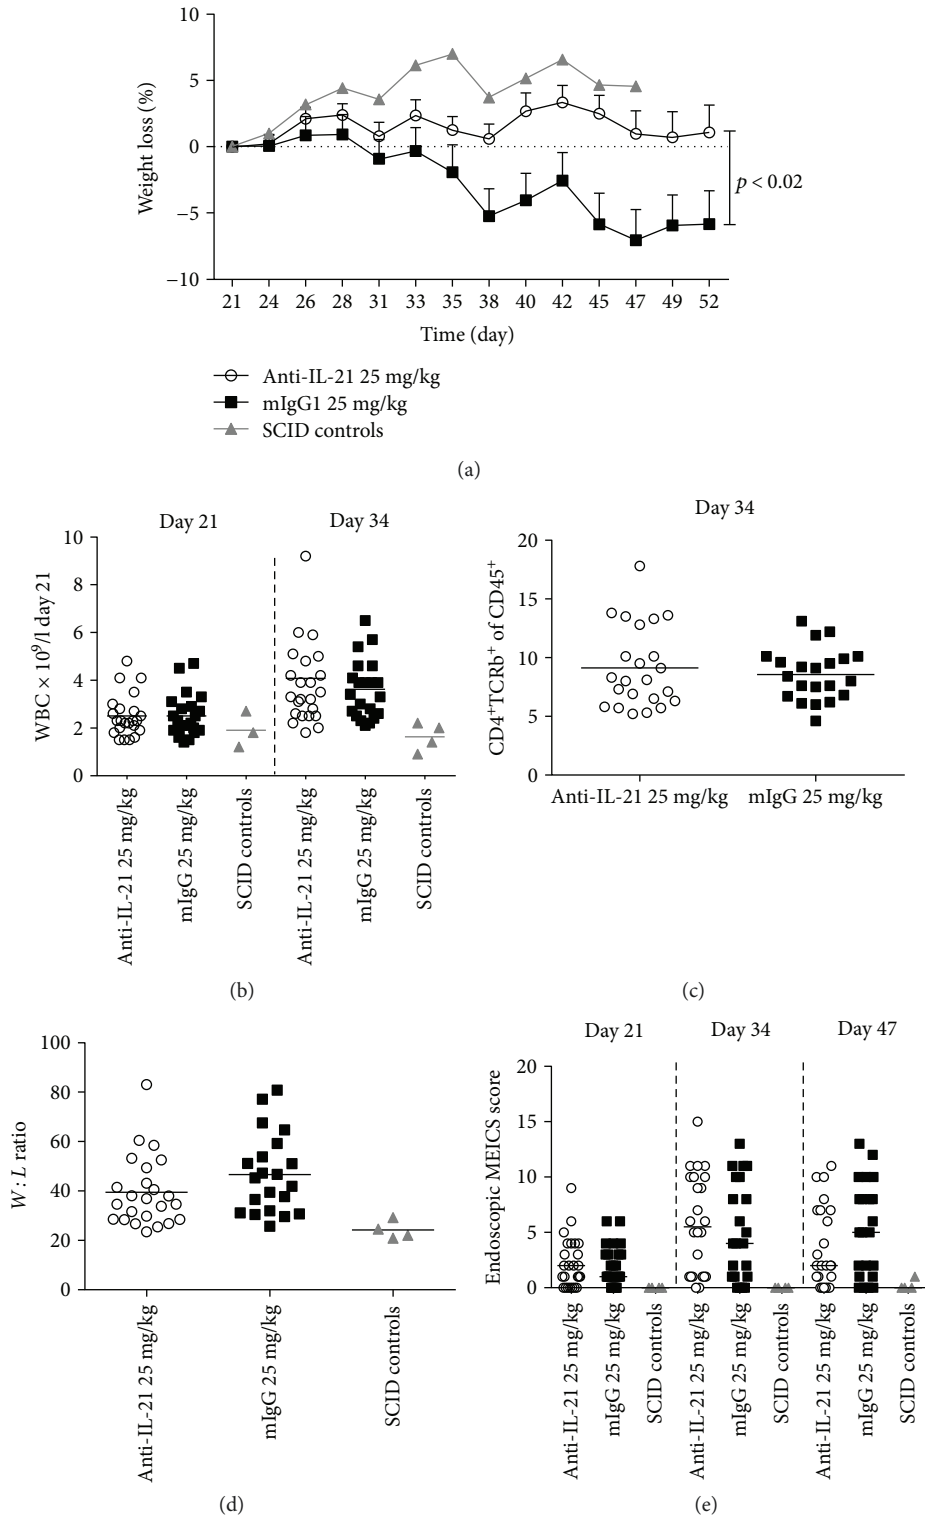 10
5
0
−5
−10
Weight loss (%)
p < 0.02
21 24 26 28 31 33 35 38 40 42 45 47 49 52
Time (day)
Anti-IL-21 25 mg/kg
mIgG1 25 mg/kg
SCID controls
(a)
Day 21
Day 34
10
8
6
4
2
0
WBC × 10⁹/l day 21
Anti-IL-21 25 mg/kg
mIgG 25 mg/kg
SCID controls
Anti-IL-21 25 mg/kg
mIgG 25 mg/kg
SCID controls
(b)
Day 34
20
15
10
5
0
CD4⁺TCRb⁺ of CD45⁺
Anti-IL-21 25 mg/kg
mIgG 25 mg/kg
(c)
100
80
60
40
20
0
W : L ratio
Anti-IL-21 25 mg/kg
mIgG 25 mg/kg
SCID controls
(d)
Day 21
Day 34
Day 47
20
15
10
5
0
Endoscopic MEICS score
Anti-IL-21 25 mg/kg
mIgG 25 mg/kg
SCID controls
Anti-IL-21 25 mg/kg
mIgG 25 mg/kg
SCID controls
Anti-IL-21 25 mg/kg
mIgG 25 mg/kg
SCID controls
(e)